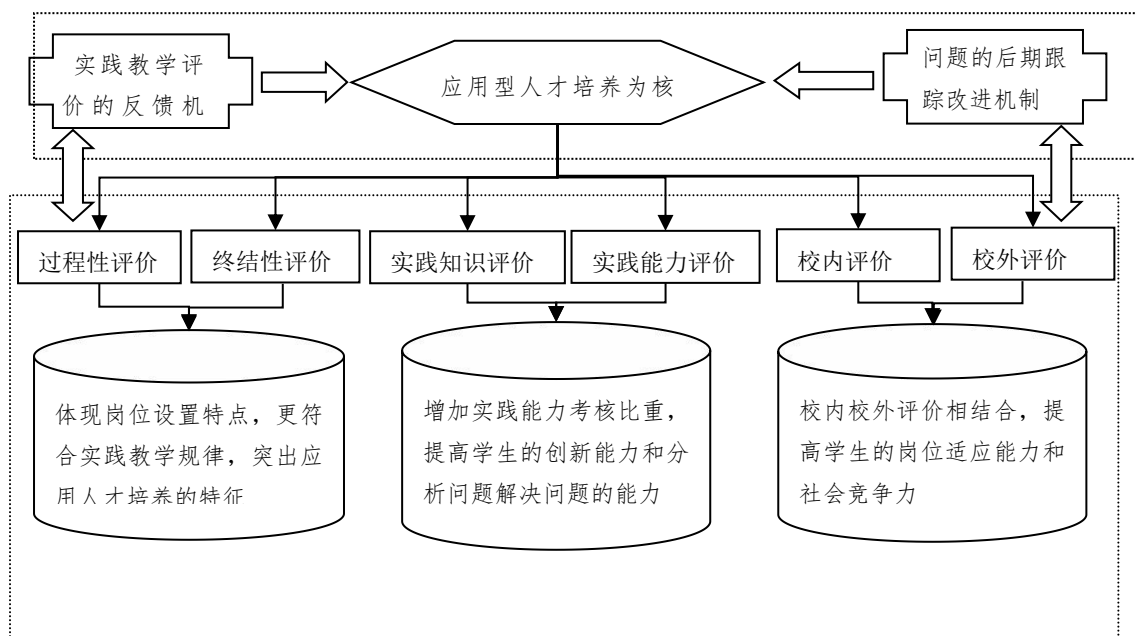 实践教学评
价的反馈机
应用型人才培养为核
问题的后期跟
踪改进机制
过程性评价
终结性评价
实践知识评价
实践能力评价
校内评价
校外评价
体现岗位设置特点，更符
合实践教学规律，突出应
用人才培养的特征
增加实践能力考核比重，
提高学生的创新能力和分
析问题解决问题的能力
校内校外评价相结合，提
高学生的岗位适应能力和
社会竞争力